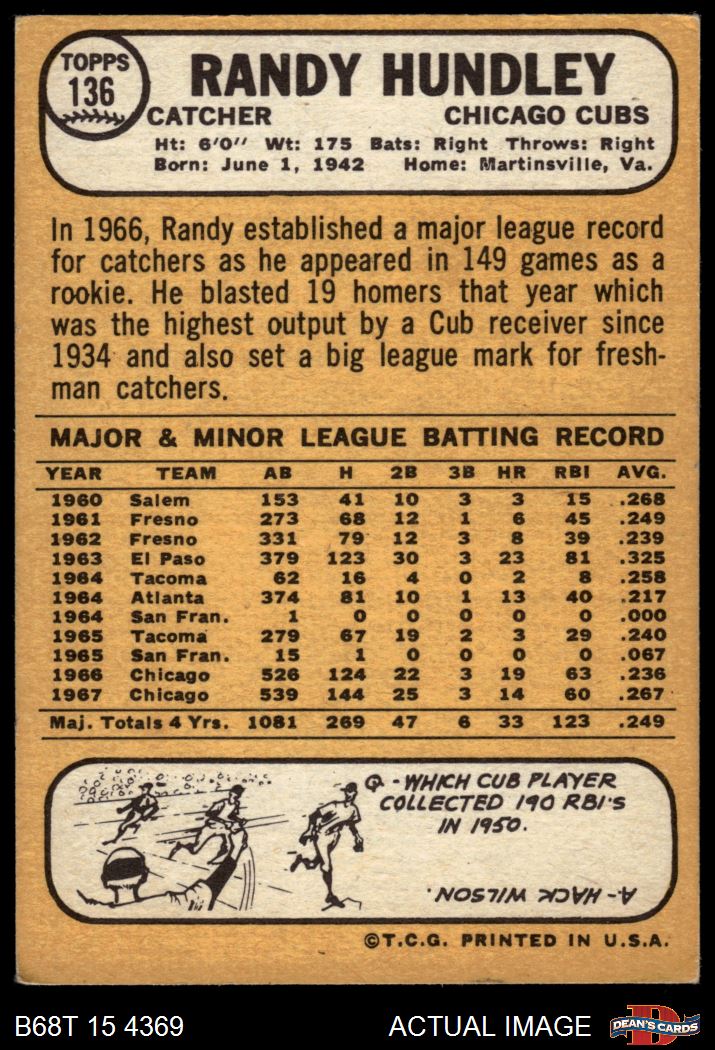 TOPPS
136
RANDY HUNDLEY
CATCHER CHICAGO CUBS
Ht: 6'0" Wt: 175 Bats: Right Throws: Right
Born: June 1, 1942 Home: Martinsville, Va.
In 1966, Randy established a major league record
for catchers as he appeared in 149 games as a
rookie. He blasted 19 homers that year which
was the highest output by a Cub receiver since
1934 and also set a big league mark for fresh-
man catchers.
MAJOR & MINOR LEAGUE BATTING RECORD
YEAR TEAM AB H 2B 3B HR RBI AVG.
1960 Salem 153 41 10 3 3 15 .268
1961 Fresno 273 68 12 1 6 45 .249
1962 Fresno 331 79 12 3 8 39 .239
1963 El Paso 379 123 30 3 23 81 .325
1964 Tacoma 62 16 4 0 2 8 .258
1964 Atlanta 374 81 10 1 13 40 .217
1964 San Fran. 1 0 0 0 0 0 .000
1965 Tacoma 279 67 19 2 3 29 .240
1965 San Fran. 15 1 0 0 0 0 .067
1966 Chicago 526 124 22 3 19 63 .236
1967 Chicago 539 144 25 3 14 60 .267
Maj. Totals 4 Yrs. 1081 269 47 6 33 123 .249
Q - WHICH CUB PLAYER
COLLECTED 190 RBI'S
IN 1950.
A - HACK WILSON.
©T.C.G. PRINTED IN U.S.A.
B68T 15 4369 ACTUAL IMAGE
D
DEAN'S CARDS